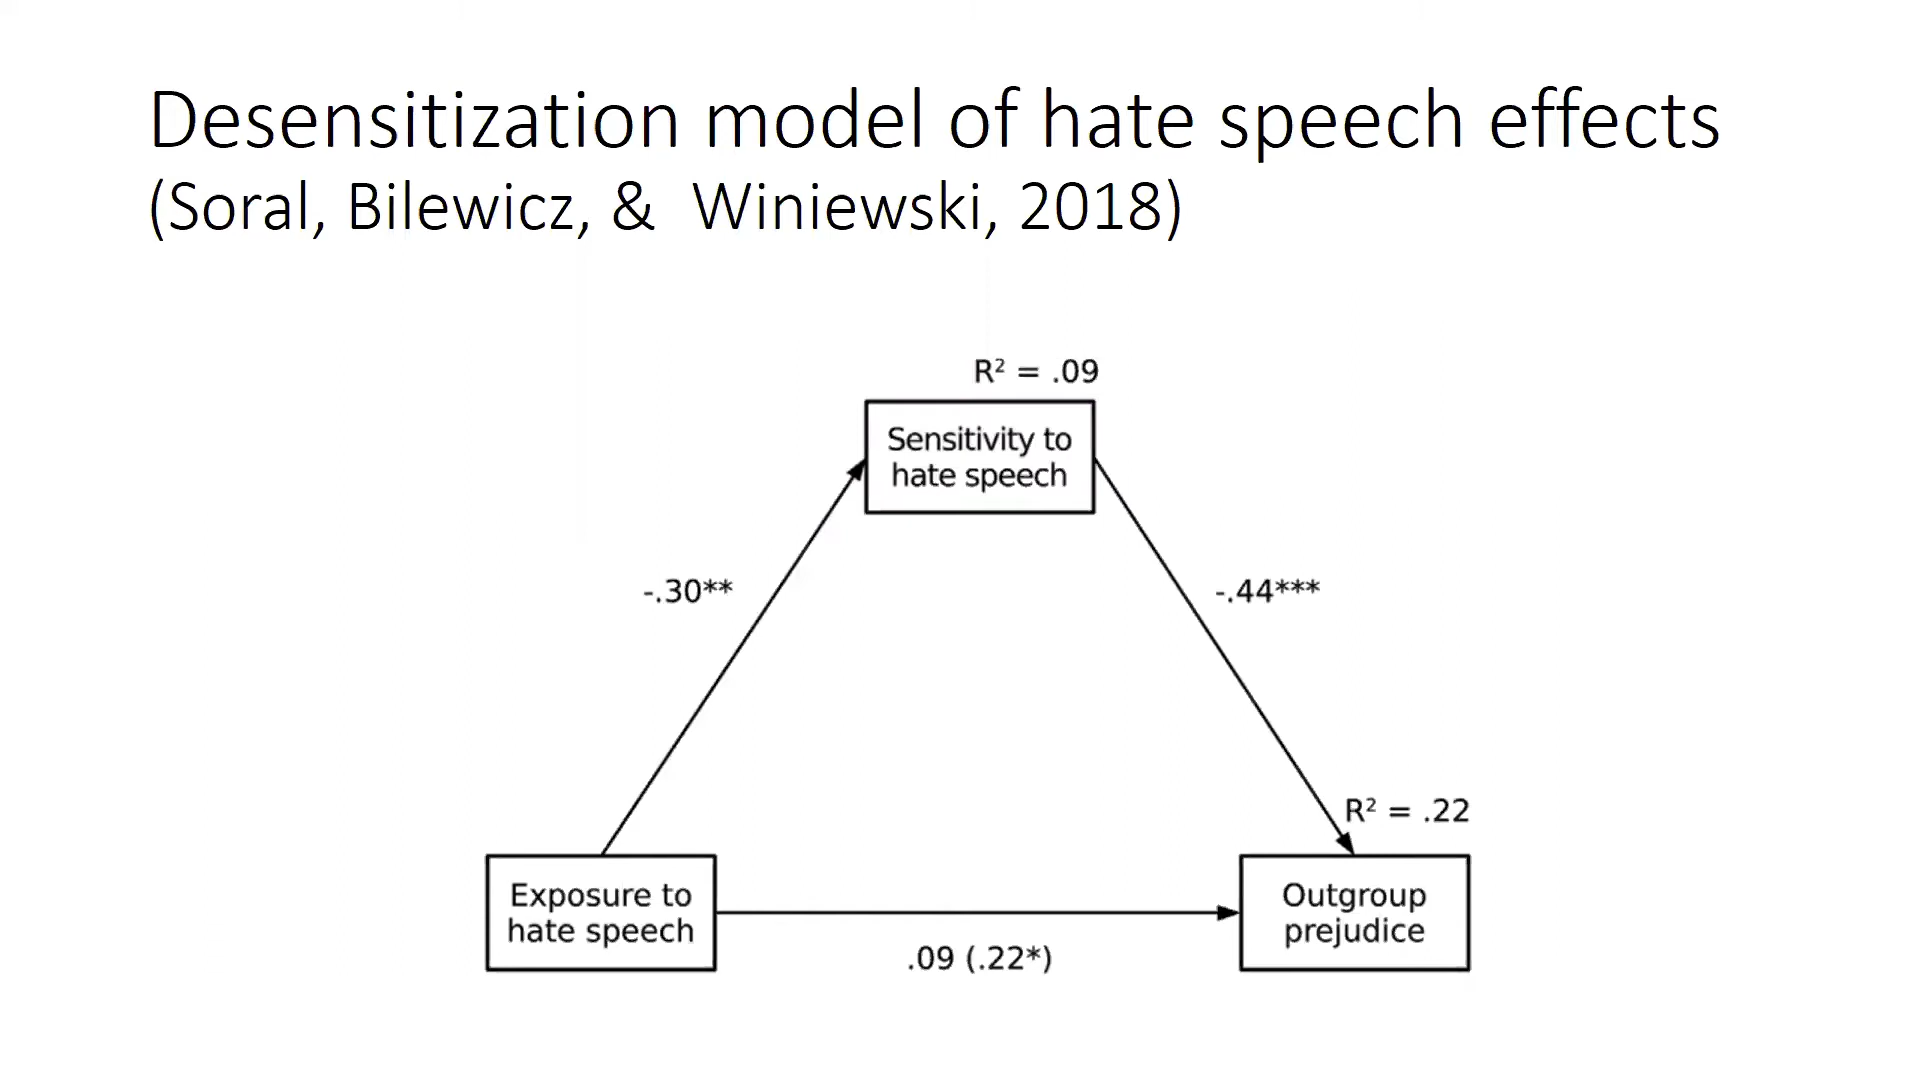 Desensitization model of hate speech effects
(Soral, Bilewicz, &  Winiewski, 2018)
R² = .09
Sensitivity to
hate speech
-.30**
-.44***
R² = .22
Exposure to
hate speech
Outgroup
prejudice
.09 (.22*)